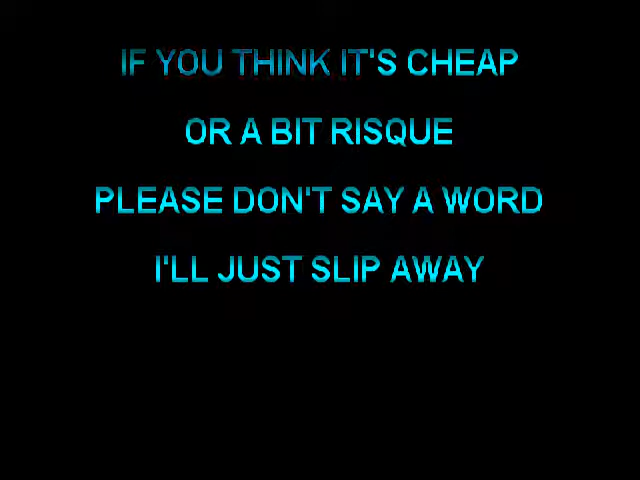 IF YOU THINK IT'S CHEAP
OR A BIT RISQUE
PLEASE DON'T SAY A WORD
I'LL JUST SLIP AWAY